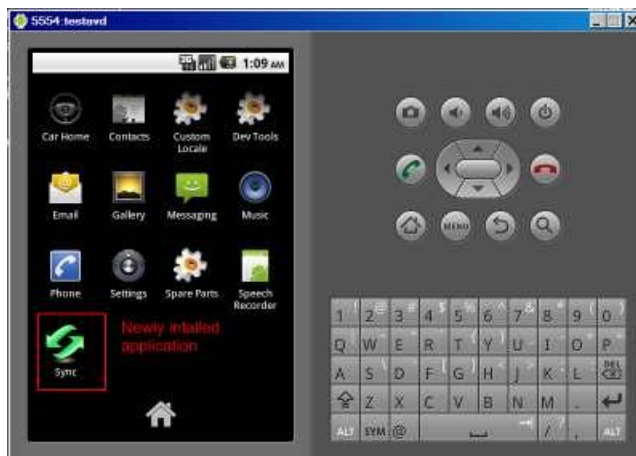 5554:testavd
1:09 AM
Car Home
Contacts
Custom
Locale
Dev Tools
Email
Gallery
Messaging
Music
Phone
Settings
Spare Parts
Speech
Recorder
Sync
Newly intalled
application
MENU
1 ! 2 @ 3 # 4 $ 5 % 6 ^ 7 & 8 * 9 ( 0 )
Q W E R T Y U I O P
A S D F G H J K L DEL
Z X C V B N M .
ALT SYM @ / ? , ALT